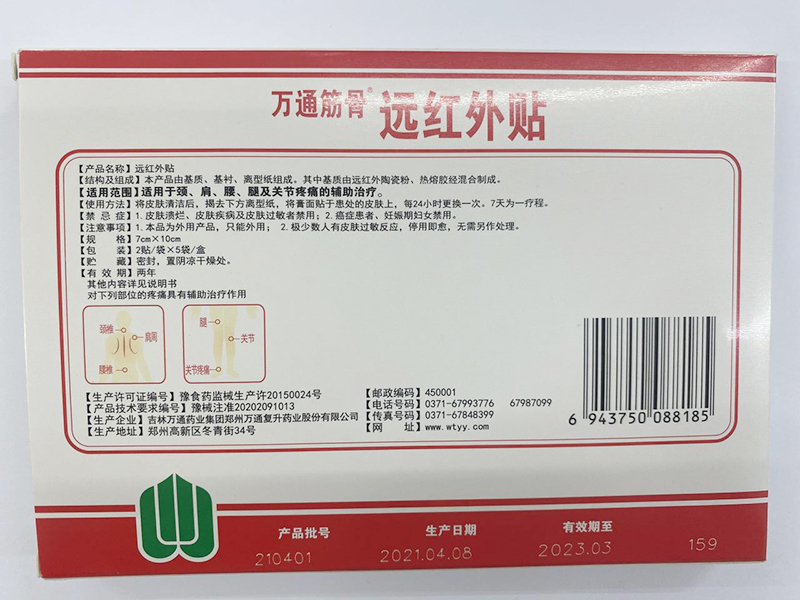 万通筋骨® 远红外贴
【产品名称】远红外贴
【结构及组成】本产品由基质、基衬、离型纸组成。其中基质由远红外陶瓷粉、热熔胶经混合制成。
【适用范围】适用于颈、肩、腰、腿及关节疼痛的辅助治疗。
【使用方法】将皮肤清洁后，揭去下方离型纸，将膏面贴于患处的皮肤上，每24小时更换一次。7天为一疗程。
【禁 忌 症】1.皮肤溃烂、皮肤疾病及皮肤过敏者禁用；2.癌症患者、妊娠期妇女禁用。
【注意事项】1.本品为外用产品，只能外用； 2.极少数人有皮肤过敏反应，停用即愈，无需另作处理。
【规 格】7cm×10cm
【包 装】2贴/袋×5袋/盒
【贮 藏】密封，置阴凉干燥处。
【有 效 期】两年
其他内容详见说明书
对下列部位的疼痛具有辅助治疗作用
颈椎
肩周
腰椎
腿
关节
关节疼痛
【生产许可证编号】豫食药监械生产许20150024号
【产品技术要求编号】豫械注准20202091013
【生产企业】吉林万通药业集团郑州万通复升药业股份有限公司
【生产地址】郑州高新区冬青街34号
【邮政编码】450001
【电话号码】0371-67993776 67987099
【传真号码】0371-67848399
【网 址】www.wtyy.com
6 943750 088185
产品批号 生产日期 有效期至
210401 2021.04.08 2023.03 159